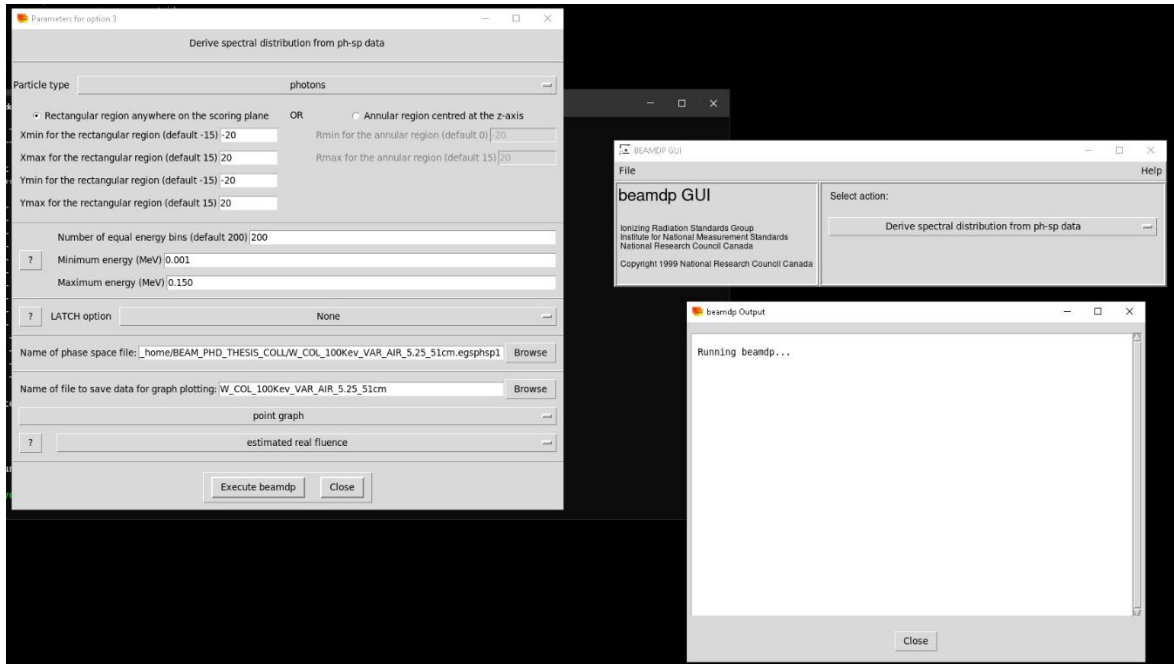 Parameters for option 3
Derive spectral distribution from ph-sp data
Particle type photons
Rectangular region anywhere on the scoring plane OR Annular region centred at the z-axis
Xmin for the rectangular region (default -15) -20 Rmin for the annular region (default 0) -20
Xmax for the rectangular region (default 15) 20 Rmax for the annular region (default 15) 20
Ymin for the rectangular region (default -15) -20
Ymax for the rectangular region (default 15) 20
Number of equal energy bins (default 200) 200
? Minimum energy (MeV) 0.001
Maximum energy (MeV) 0.150
? LATCH option None
Name of phase space file: _home/BEAM_PHD_THESIS_COLL/W_COL_100Kev_VAR_AIR_5.25_51cm.egsphsp1 Browse
Name of file to save data for graph plotting: W_COL_100Kev_VAR_AIR_5.25_51cm Browse
point graph
? estimated real fluence
Execute beamdp Close
BEAMDP GUI
File Help
beamdp GUI
Ionizing Radiation Standards Group
Institute for National Measurement Standards
National Research Council Canada
Copyright 1999 National Research Council Canada
Select action:
Derive spectral distribution from ph-sp data
beamdp Output
Running beamdp...
Close